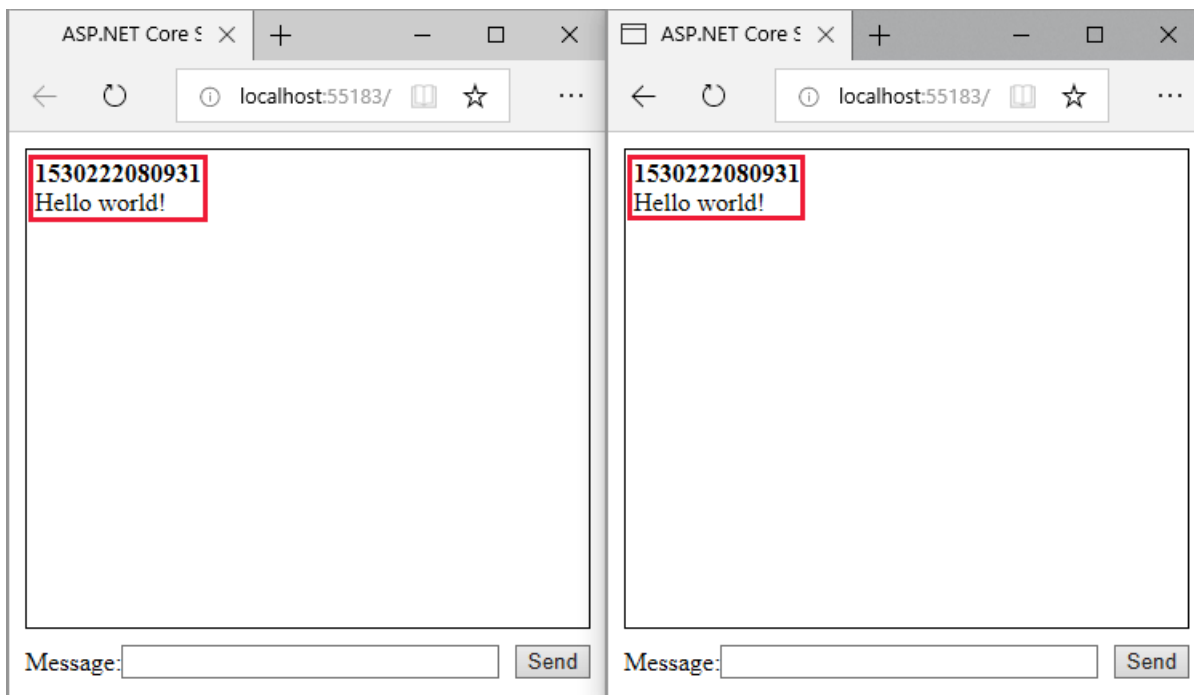 ASP.NET Core S
localhost:55183/
1530222080931
Hello world!
Message:
Send
ASP.NET Core S
localhost:55183/
1530222080931
Hello world!
Message:
Send